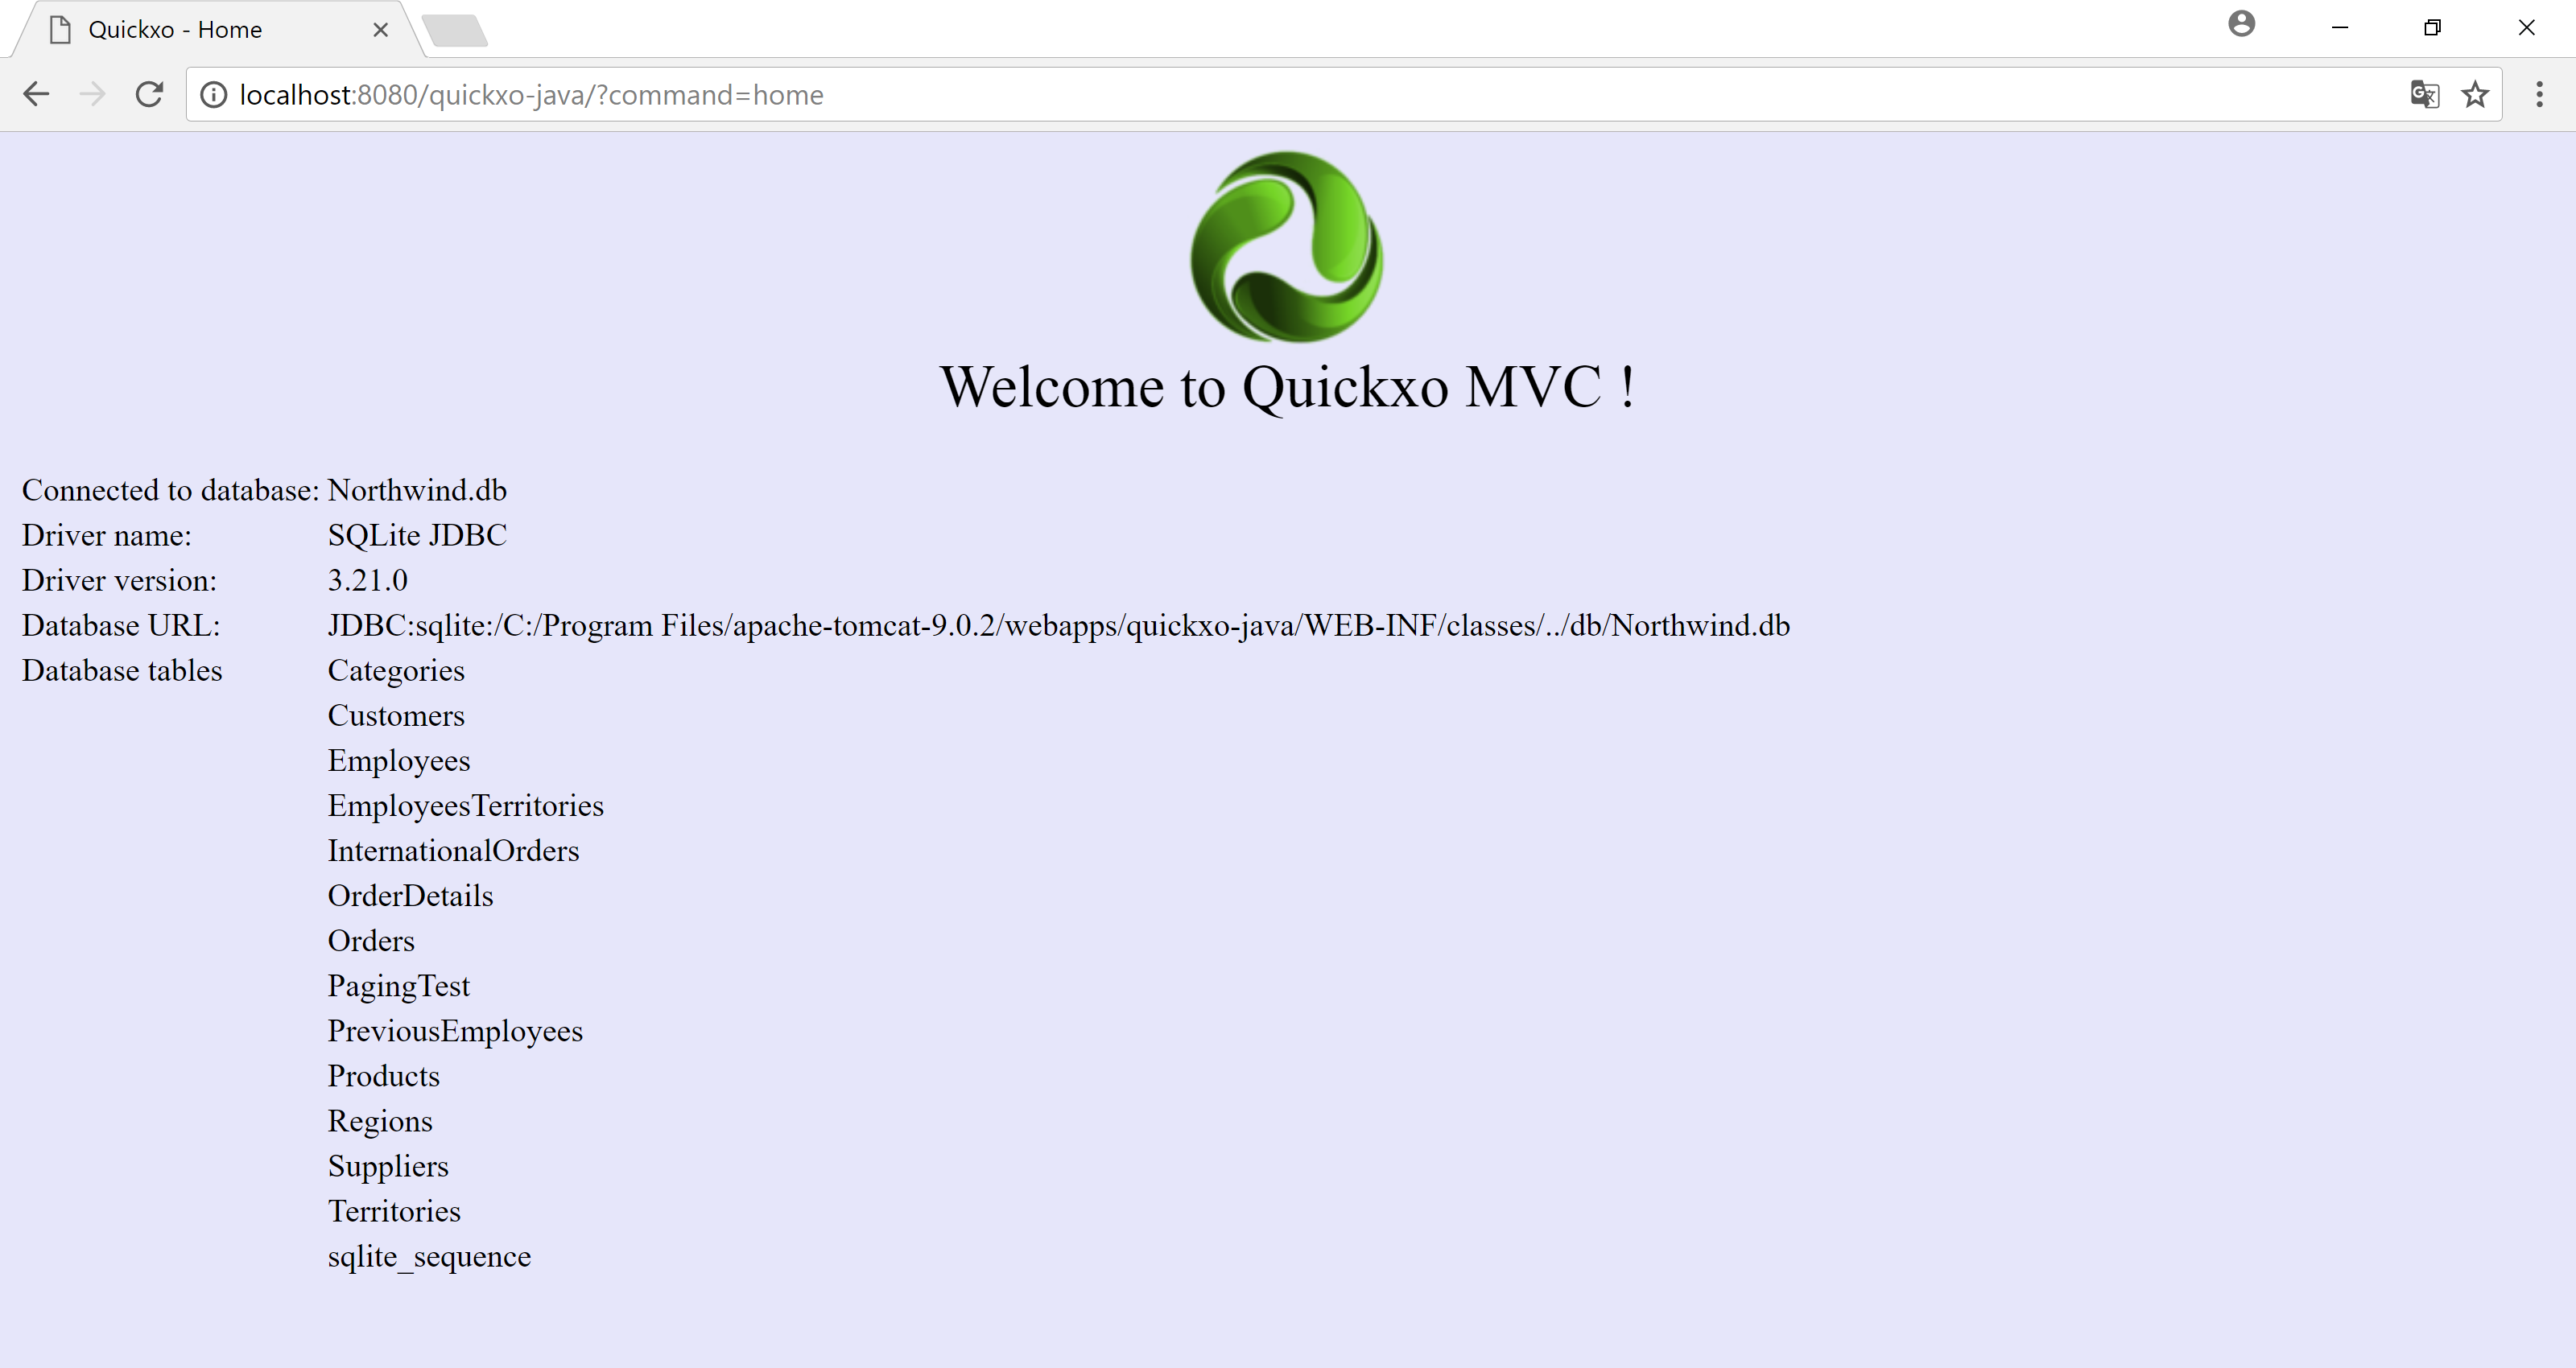 Quickxo - Home
localhost:8080/quickxo-java/?command=home
Welcome to Quickxo MVC !
Connected to database: Northwind.db
Driver name: SQLite JDBC
Driver version: 3.21.0
Database URL: JDBC:sqlite:/C:/Program Files/apache-tomcat-9.0.2/webapps/quickxo-java/WEB-INF/classes/../db/Northwind.db
Database tables Categories
Customers
Employees
EmployeesTerritories
InternationalOrders
OrderDetails
Orders
PagingTest
PreviousEmployees
Products
Regions
Suppliers
Territories
sqlite_sequence